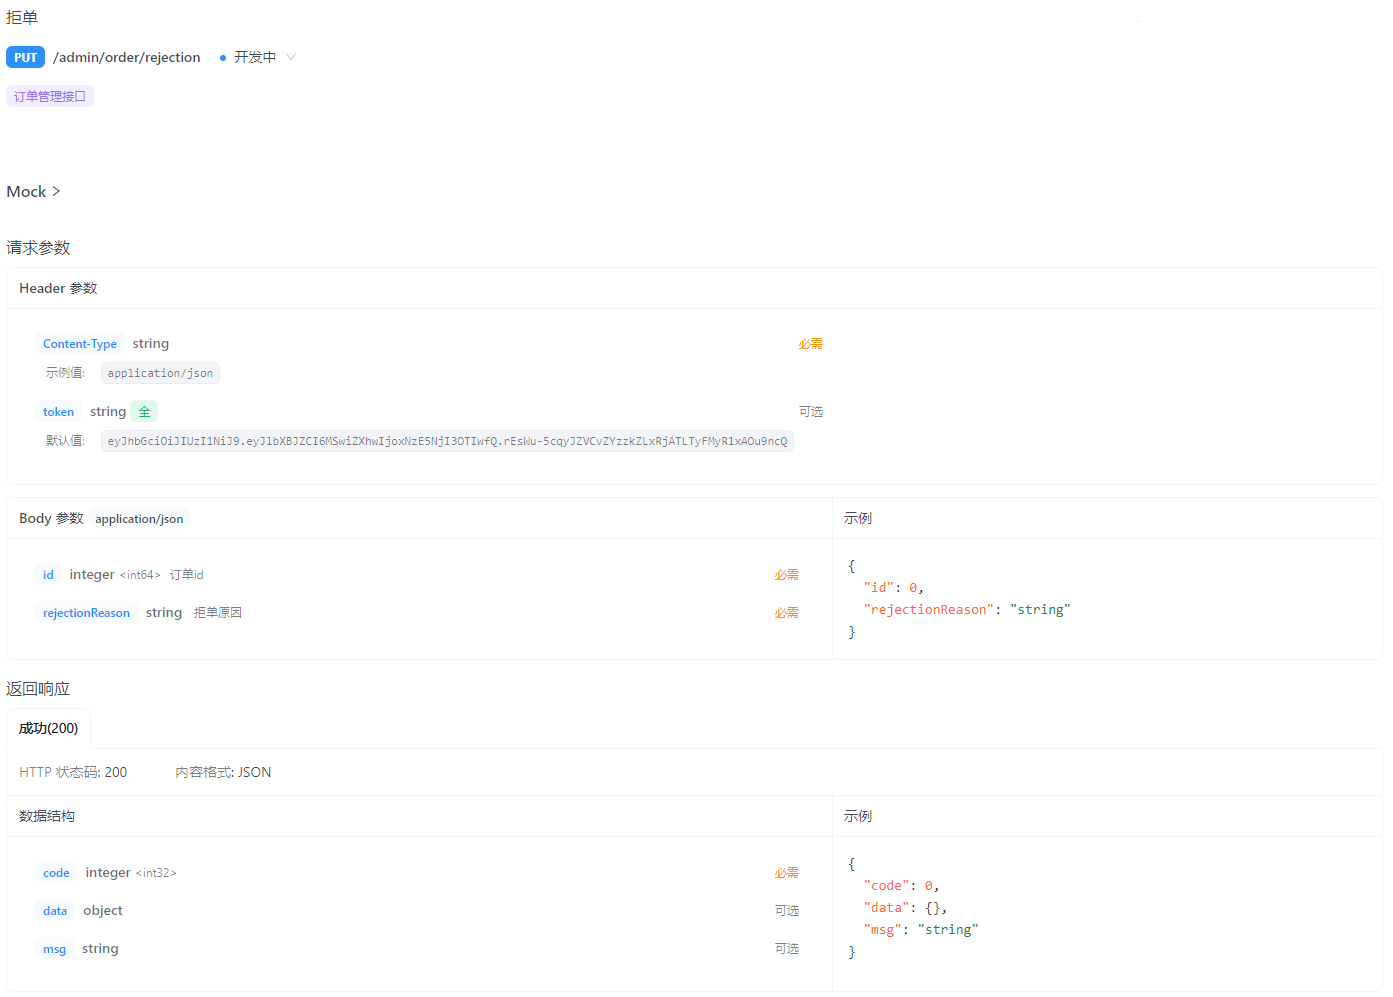 拒单
PUT /admin/order/rejection 开发中
订单管理接口
Mock >
请求参数
Header 参数
Content-Type string 必需
示例值: application/json
token string 全 可选
默认值: eyJhbGciOiJIUzI1NiJ9.eyJlbXBJZCI6MSwiZXhwIjoxNzE5NjI3OTIwfQ.rEsWu-5cqyJZVCvZYzzkZLxRjATLTyFMyR1xAOu9ncQ
Body 参数 application/json 示例
id integer <int64> 订单id 必需
rejectionReason string 拒单原因 必需
{
"id": 0,
"rejectionReason": "string"
}
返回响应
成功(200)
HTTP 状态码: 200 内容格式: JSON
数据结构 示例
code integer <int32> 必需
data object 可选
msg string 可选
{
"code": 0,
"data": {},
"msg": "string"
}